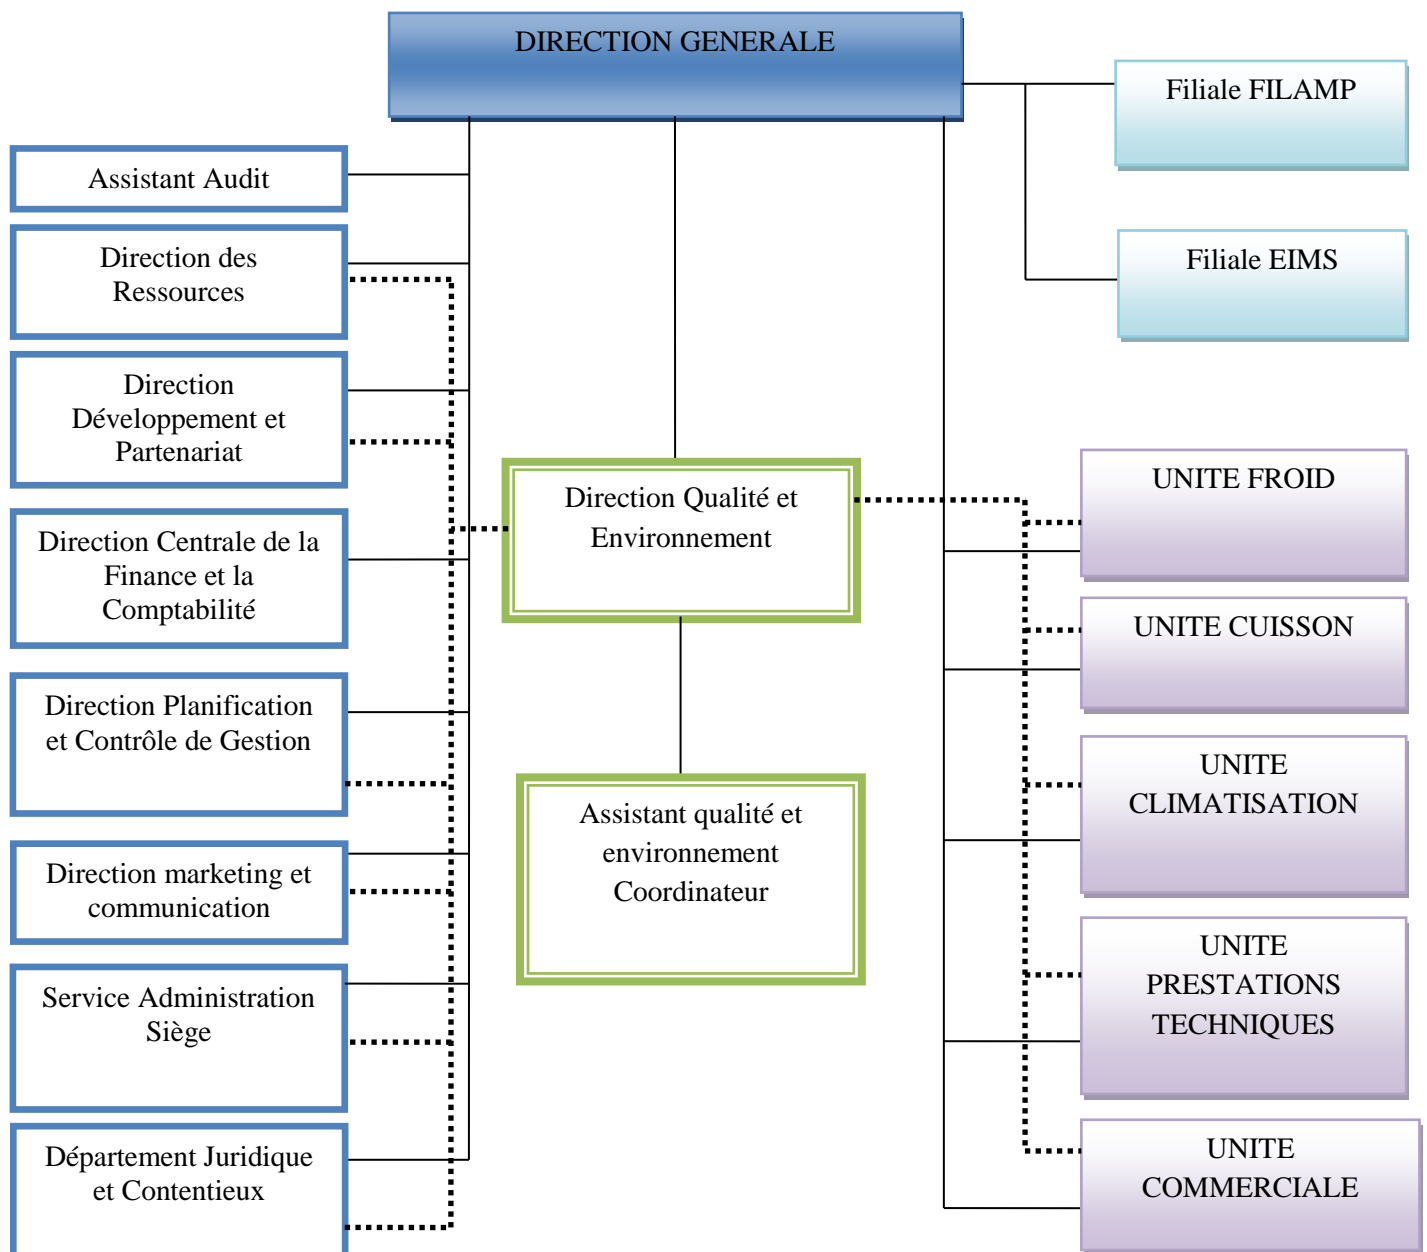 DIRECTION GENERALE
Filiale FILAMP
Filiale EIMS
Assistant Audit
Direction des
Ressources
Direction
Développement et
Partenariat
Direction Centrale de la
Finance et la
Comptabilité
Direction Planification
et Contrôle de Gestion
Direction marketing et
communication
Service Administration
Siège
Département Juridique
et Contentieux
Direction Qualité et
Environnement
Assistant qualité et
environnement
Coordinateur
UNITE FROID
UNITE CUISSON
UNITE
CLIMATISATION
UNITE
PRESTATIONS
TECHNIQUES
UNITE
COMMERCIALE